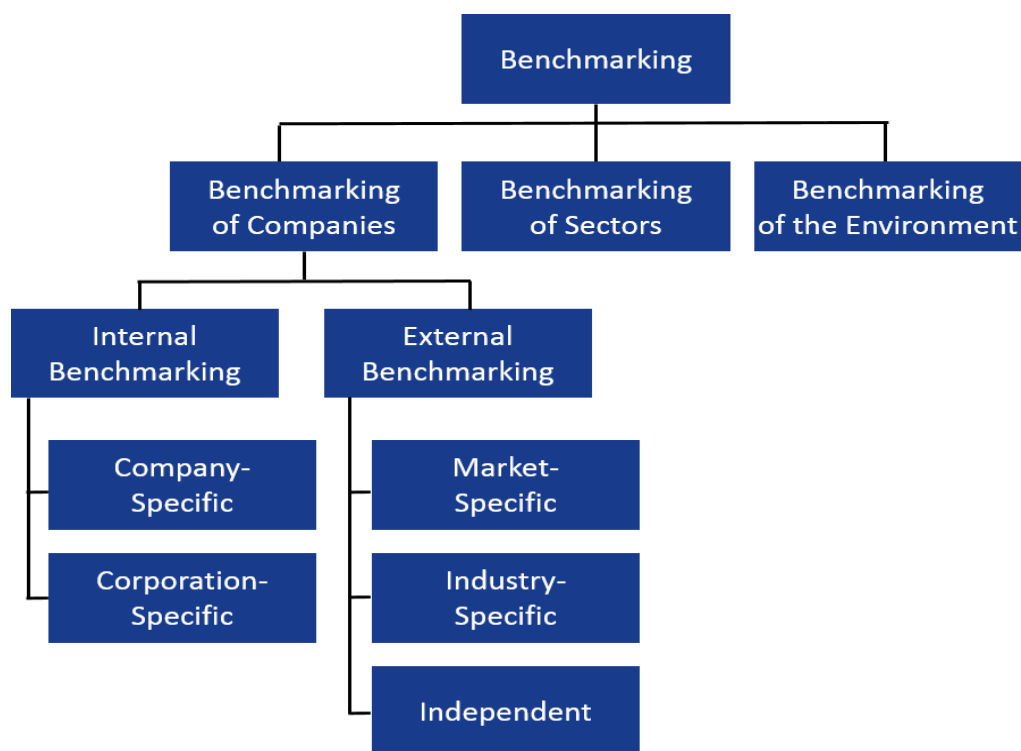 Benchmarking
Benchmarking
of Companies
Benchmarking
of Sectors
Benchmarking
of the Environment
Internal
Benchmarking
External
Benchmarking
Company-
Specific
Corporation-
Specific
Market-
Specific
Industry-
Specific
Independent